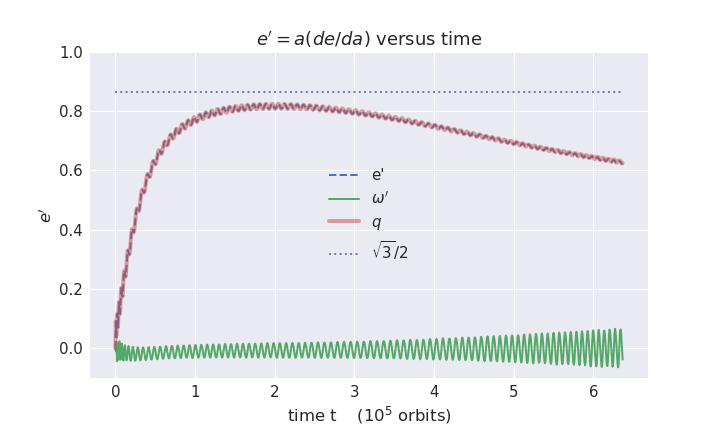 e′ = a(de/da) versus time
1.0
0.8
0.6
0.4
0.2
0.0
e′
e'
ω′
q
√3/2
0 1 2 3 4 5 6
time t (10⁵ orbits)